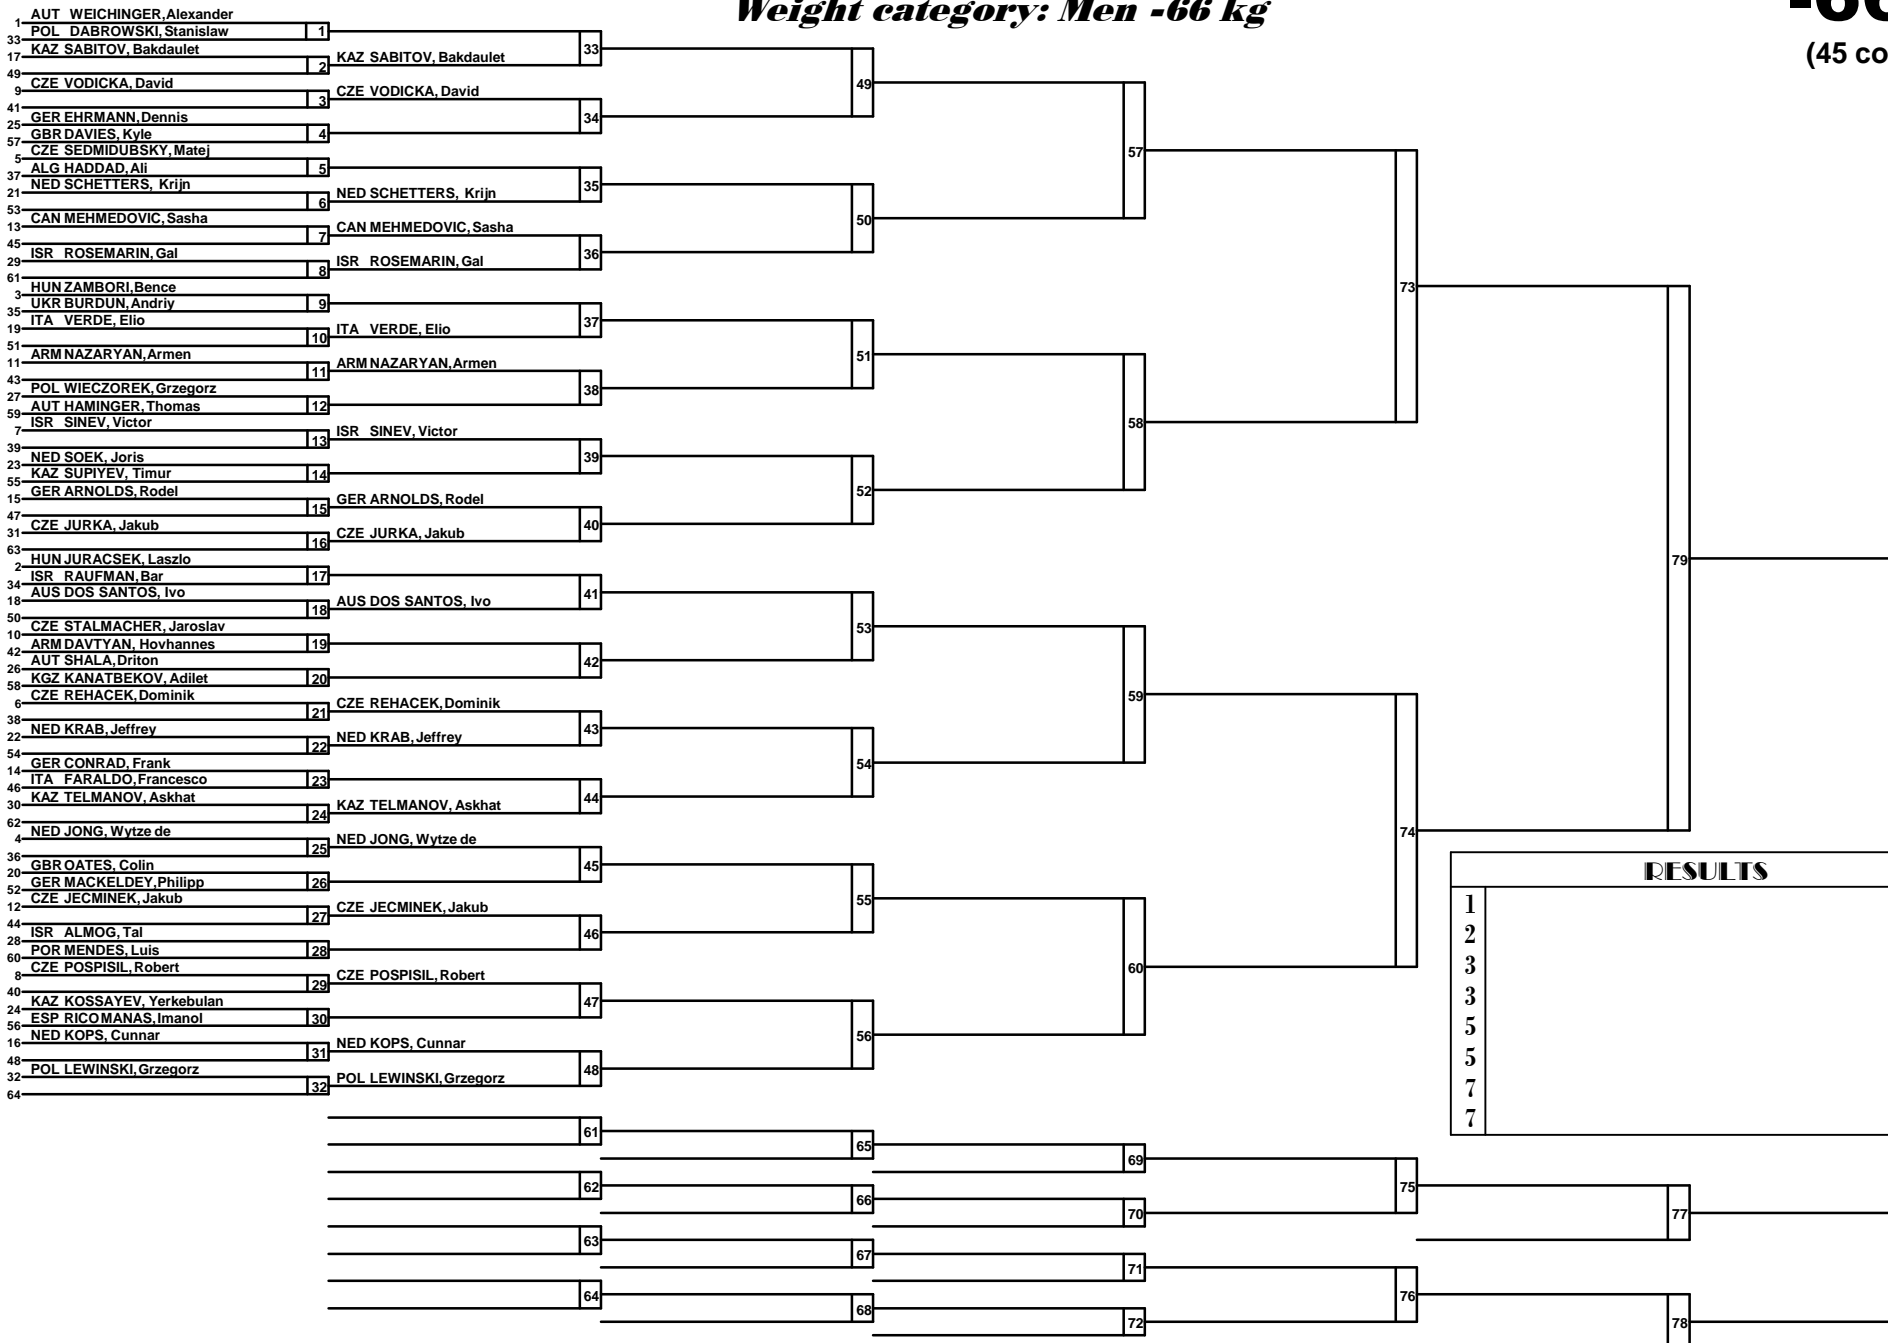 Weight category: Men -66 kg
(45 co
1 AUT WEICHINGER, Alexander
33 POL DABROWSKI, Stanislaw 1
17 KAZ SABITOV, Bakdaulet
49 2 KAZ SABITOV, Bakdaulet 33
9 CZE VODICKA, David
41 3 CZE VODICKA, David
25 GER EHRMANN, Dennis
57 GBR DAVIES, Kyle 4 34 49
5 CZE SEDMIDUBSKY, Matej
37 ALG HADDAD, Ali 5
21 NED SCHETTERS, Krijn
53 6 NED SCHETTERS, Krijn 35 57
13 CAN MEHMEDOVIC, Sasha
45 7 CAN MEHMEDOVIC, Sasha
29 ISR ROSEMARIN, Gal
61 8 ISR ROSEMARIN, Gal 36 50
3 HUN ZAMBORI, Bence
35 UKR BURDUN, Andriy 9
19 ITA VERDE, Elio
51 10 ITA VERDE, Elio 37 73
11 ARM NAZARYAN, Armen
43 11 ARM NAZARYAN, Armen
27 POL WIECZOREK, Grzegorz
59 AUT HAMINGER, Thomas 12 38 51
7 ISR SINEV, Victor
39 13 ISR SINEV, Victor
23 NED SOEK, Joris
55 KAZ SUPIYEV, Timur 14 39 58
15 GER ARNOLDS, Rodel
47 15 GER ARNOLDS, Rodel
31 CZE JURKA, Jakub
63 16 CZE JURKA, Jakub 40 52
2 HUN JURACSEK, Laszlo
34 ISR RAUFMAN, Bar 17
18 AUS DOS SANTOS, Ivo
50 18 AUS DOS SANTOS, Ivo 41 79
10 CZE STALMACHER, Jaroslav
42 ARM DAVTYAN, Hovhannes 19
26 AUT SHALA, Driton
58 KGZ KANATBEKOV, Adilet 20 42 53
6 CZE REHACEK, Dominik
38 21 CZE REHACEK, Dominik
22 NED KRAB, Jeffrey
54 22 NED KRAB, Jeffrey 43 59
14 GER CONRAD, Frank
46 ITA FARALDO, Francesco 23
30 KAZ TELMANOV, Askhat
62 24 KAZ TELMANOV, Askhat 44 54
4 NED JONG, Wytze de
36 25 NED JONG, Wytze de
20 GBR OATES, Colin
52 GER MACKELDEY, Philipp 26 45 74
12 CZE JECMINEK, Jakub
44 27 CZE JECMINEK, Jakub
28 ISR ALMOG, Tal
60 POR MENDES, Luis 28 46 55
8 CZE POSPISIL, Robert
40 29 CZE POSPISIL, Robert
24 KAZ KOSSAYEV, Yerkebulan
56 ESP RICO MANAS, Imanol 30 47 60
16 NED KOPS, Cunnar
48 31 NED KOPS, Cunnar
32 POL LEWINSKI, Grzegorz
64 32 POL LEWINSKI, Grzegorz 48 56
RESULTS
1
2
3
3
5
5
7
7
61 65 69
62 66 70 75 77
63 67 71
64 68 72 76 78